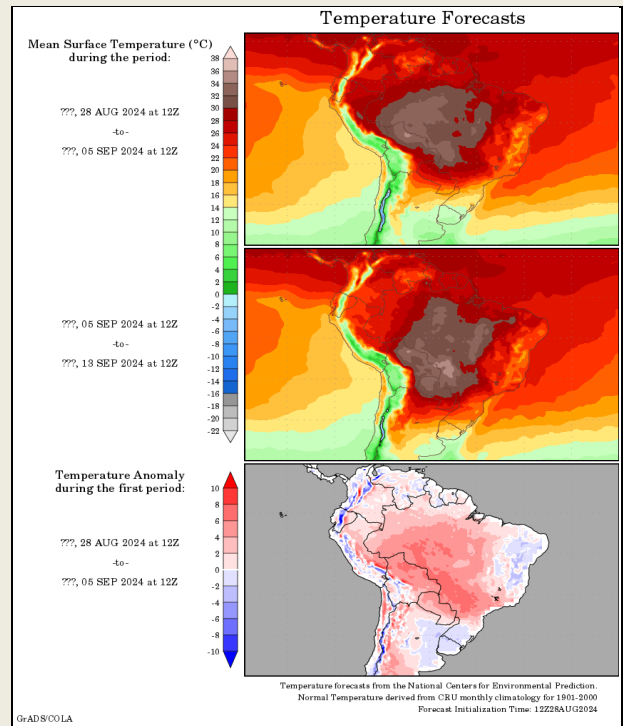 Temperature Forecasts
Mean Surface Temperature (°C)
during the period:
???, 28 AUG 2024 at 12Z
-to-
???, 05 SEP 2024 at 12Z
38
36
34
32
30
28
26
24
22
20
18
16
14
12
10
8
6
4
2
0
-2
-4
-6
-8
-10
-12
-14
-16
-18
-20
-22
???, 05 SEP 2024 at 12Z
-to-
???, 13 SEP 2024 at 12Z
Temperature Anomaly
during the first period:
???, 28 AUG 2024 at 12Z
-to-
???, 05 SEP 2024 at 12Z
10
8
6
4
2
0
-2
-4
-6
-8
-10
Temperature forecasts from the National Centers for Environmental Prediction.
Normal Temperature derived from CRU monthly climatology for 1901-2000
Forecast Initialization Time: 12Z28AUG2024
GrADS/COLA